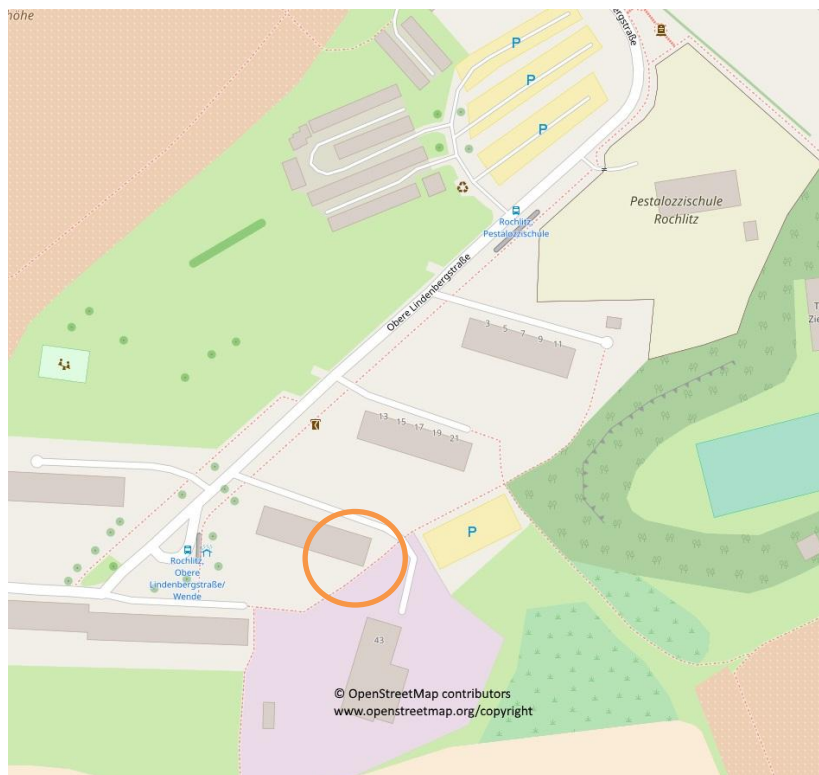 höhe
P
Lindenbergstraße
P
P
Pestalozzischule
Rochlitz
Rochlitz,
Pestalozzischule
Obere Lindenbergstraße
3 5 7 9 11
13 15 17 19 21
P
Rochlitz,
Obere
Lindenbergstraße/
Wende
43
© OpenStreetMap contributors
www.openstreetmap.org/copyright